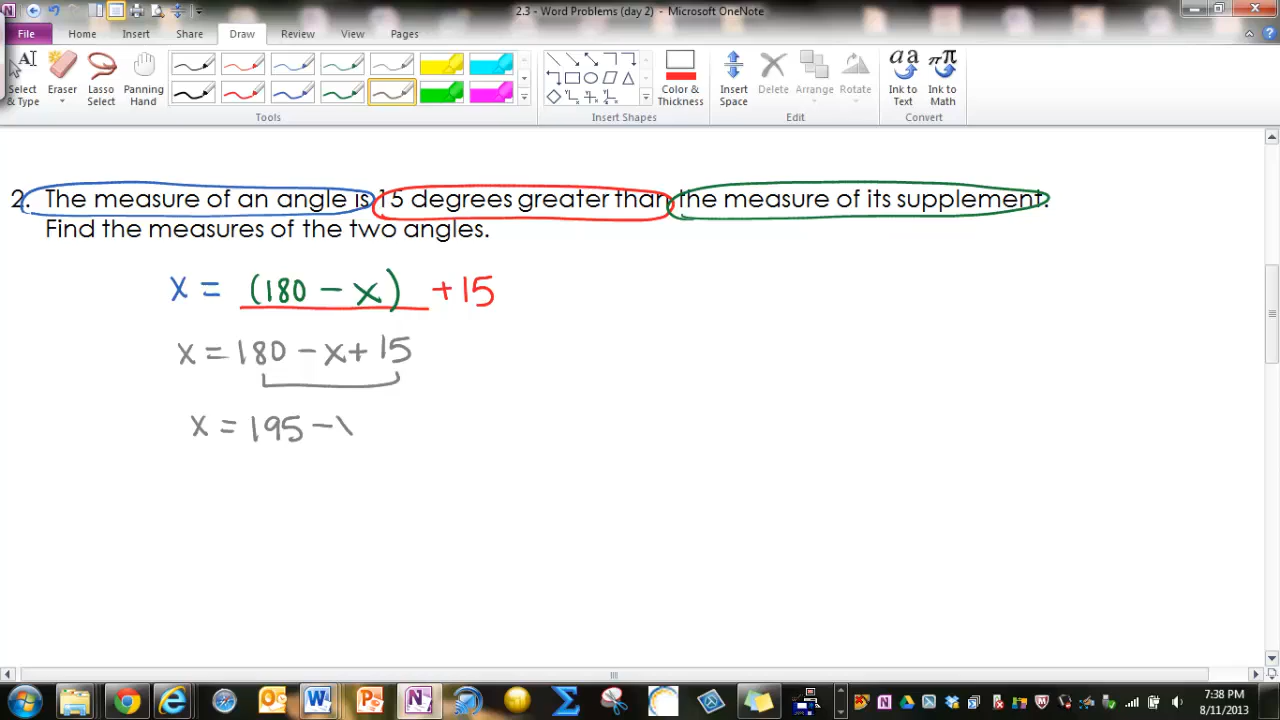 2.3 - Word Problems (day 2) - Microsoft OneNote
File Home Insert Draw Review View Pages
Select & Type Eraser Lasso Select Panning Hand Color & Thickness Insert Space Delete Arrange Rotate Ink to Text Ink to Math
Tools Insert Shapes Edit Convert
2. The measure of an angle is 15 degrees greater than the measure of its supplement.
Find the measures of the two angles.
x = (180 - x) + 15
x = 180 - x + 15
x = 195 -
7:38 PM
8/11/2013